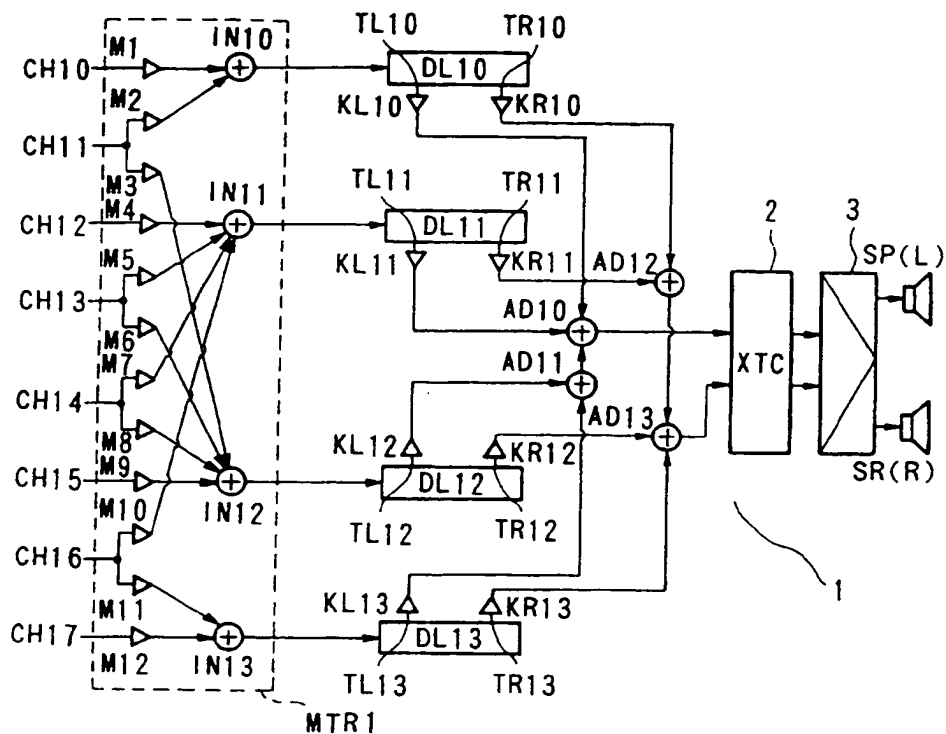 TL10 TR10
M1 IN10
CH10 DL10
M2 KL10 KR10
CH11
M3 IN11 TL11 TR11
M4
CH12 DL11 2 3 SP(L)
M5 KL11 KR11 AD12
CH13 AD10
M6 AD11 XTC
M7
CH14 AD13
M8 KL12 KR12 SR(R)
M9
CH15 DL12
M10 IN12
CH16 TL12 TR12 1
M11 KL13 KR13
CH17 DL13
M12 IN13
TL13 TR13
MTR1